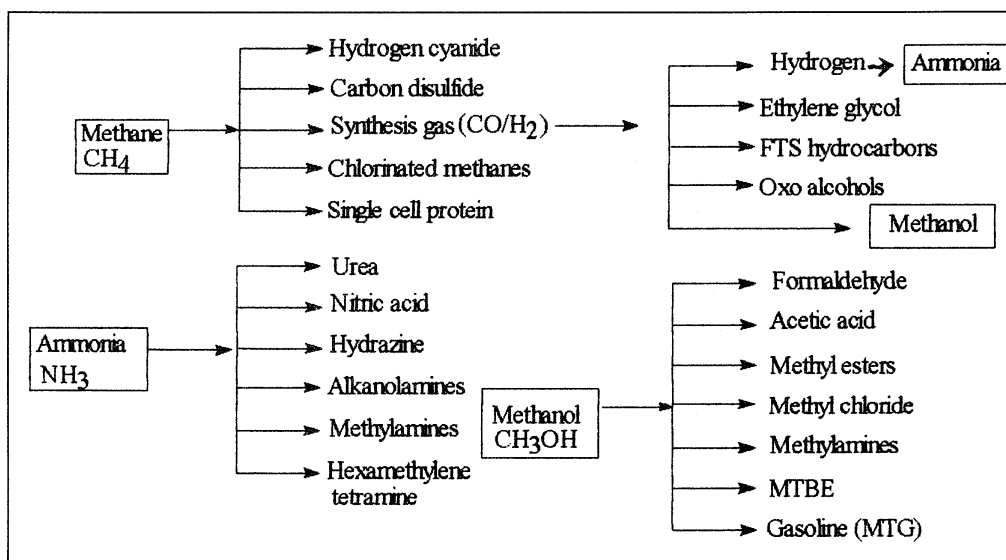 Methane
CH4
Hydrogen cyanide
Carbon disulfide
Synthesis gas (CO/H2)
Chlorinated methanes
Single cell protein
Hydrogen
Ammonia
Ethylene glycol
FTS hydrocarbons
Oxo alcohols
Methanol
Ammonia
NH3
Urea
Nitric acid
Hydrazine
Alkanolamines
Methylamines
Hexamethylene
tetramine
Methanol
CH3OH
Formaldehyde
Acetic acid
Methyl esters
Methyl chloride
Methylamines
MTBE
Gasoline (MTG)